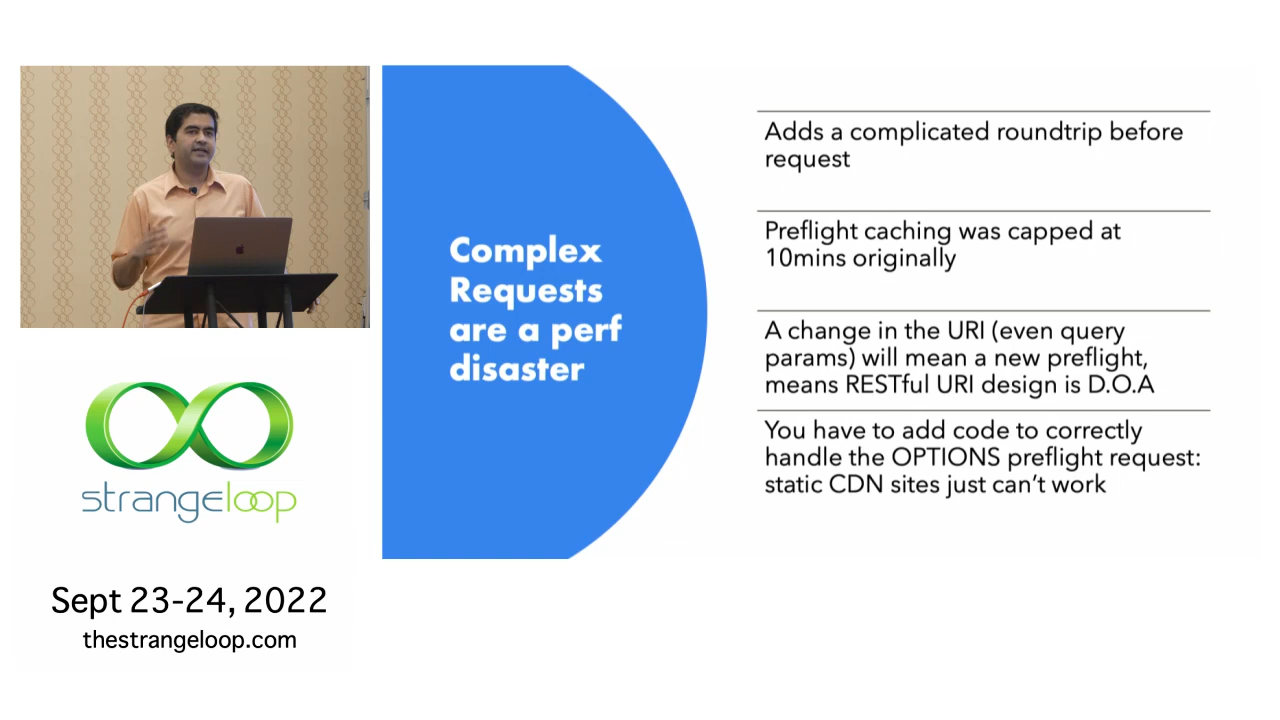 Complex
Requests
are a perf
disaster
Adds a complicated roundtrip before
request
Preflight caching was capped at
10mins originally
A change in the URI (even query
params) will mean a new preflight,
means RESTful URI design is D.O.A
You have to add code to correctly
handle the OPTIONS preflight request:
static CDN sites just can’t work
strangeloop
Sept 23-24, 2022
thestrangeloop.com